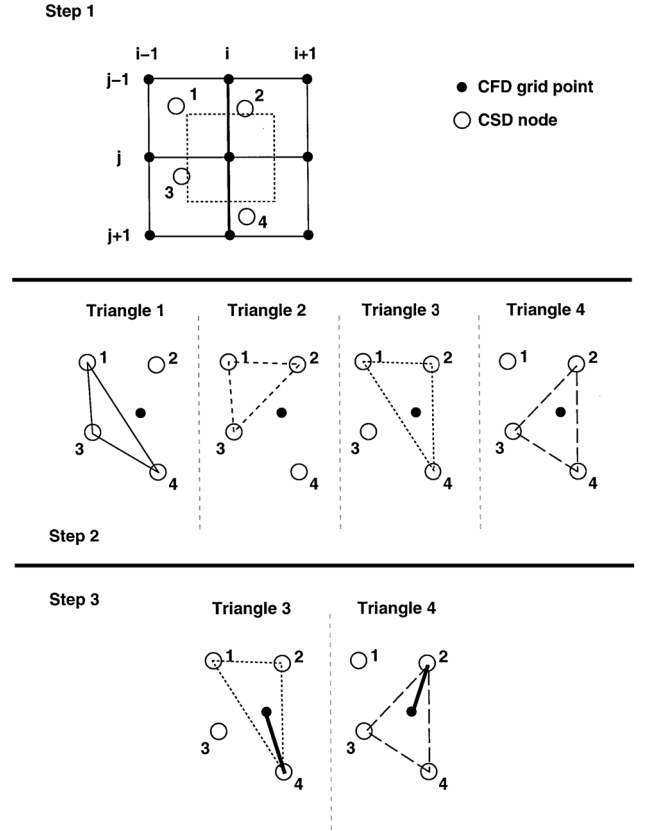 Step 1
i–1 i i+1
j–1
1 2
CFD grid point
CSD node
j
3
4
j+1
Triangle 1 Triangle 2 Triangle 3 Triangle 4
1 2 1 2 1 2 1 2
3 3 3 3
4 4 4 4
Step 2
Step 3
Triangle 3 Triangle 4
1 2 1 2
3 3
4 4